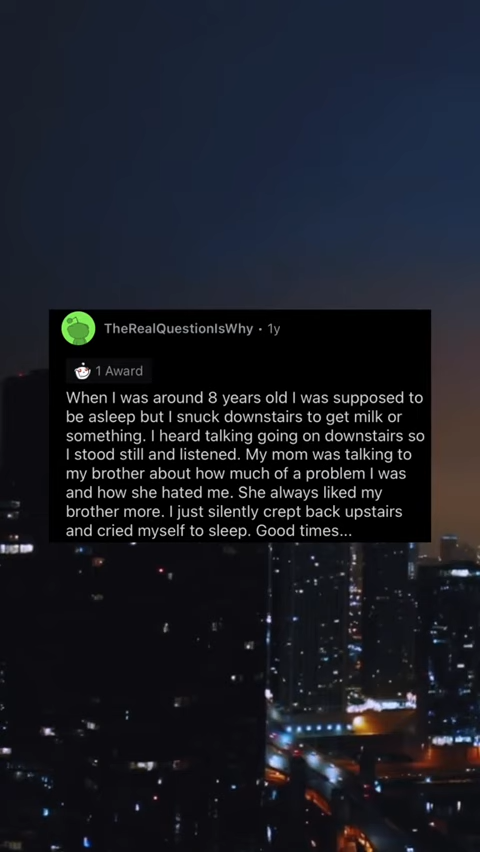 TheRealQuestionIsWhy · 1y
1 Award
When I was around 8 years old I was supposed to
be asleep but I snuck downstairs to get milk or
something. I heard talking going on downstairs so
I stood still and listened. My mom was talking to
my brother about how much of a problem I was
and how she hated me. She always liked my
brother more. I just silently crept back upstairs
and cried myself to sleep. Good times...